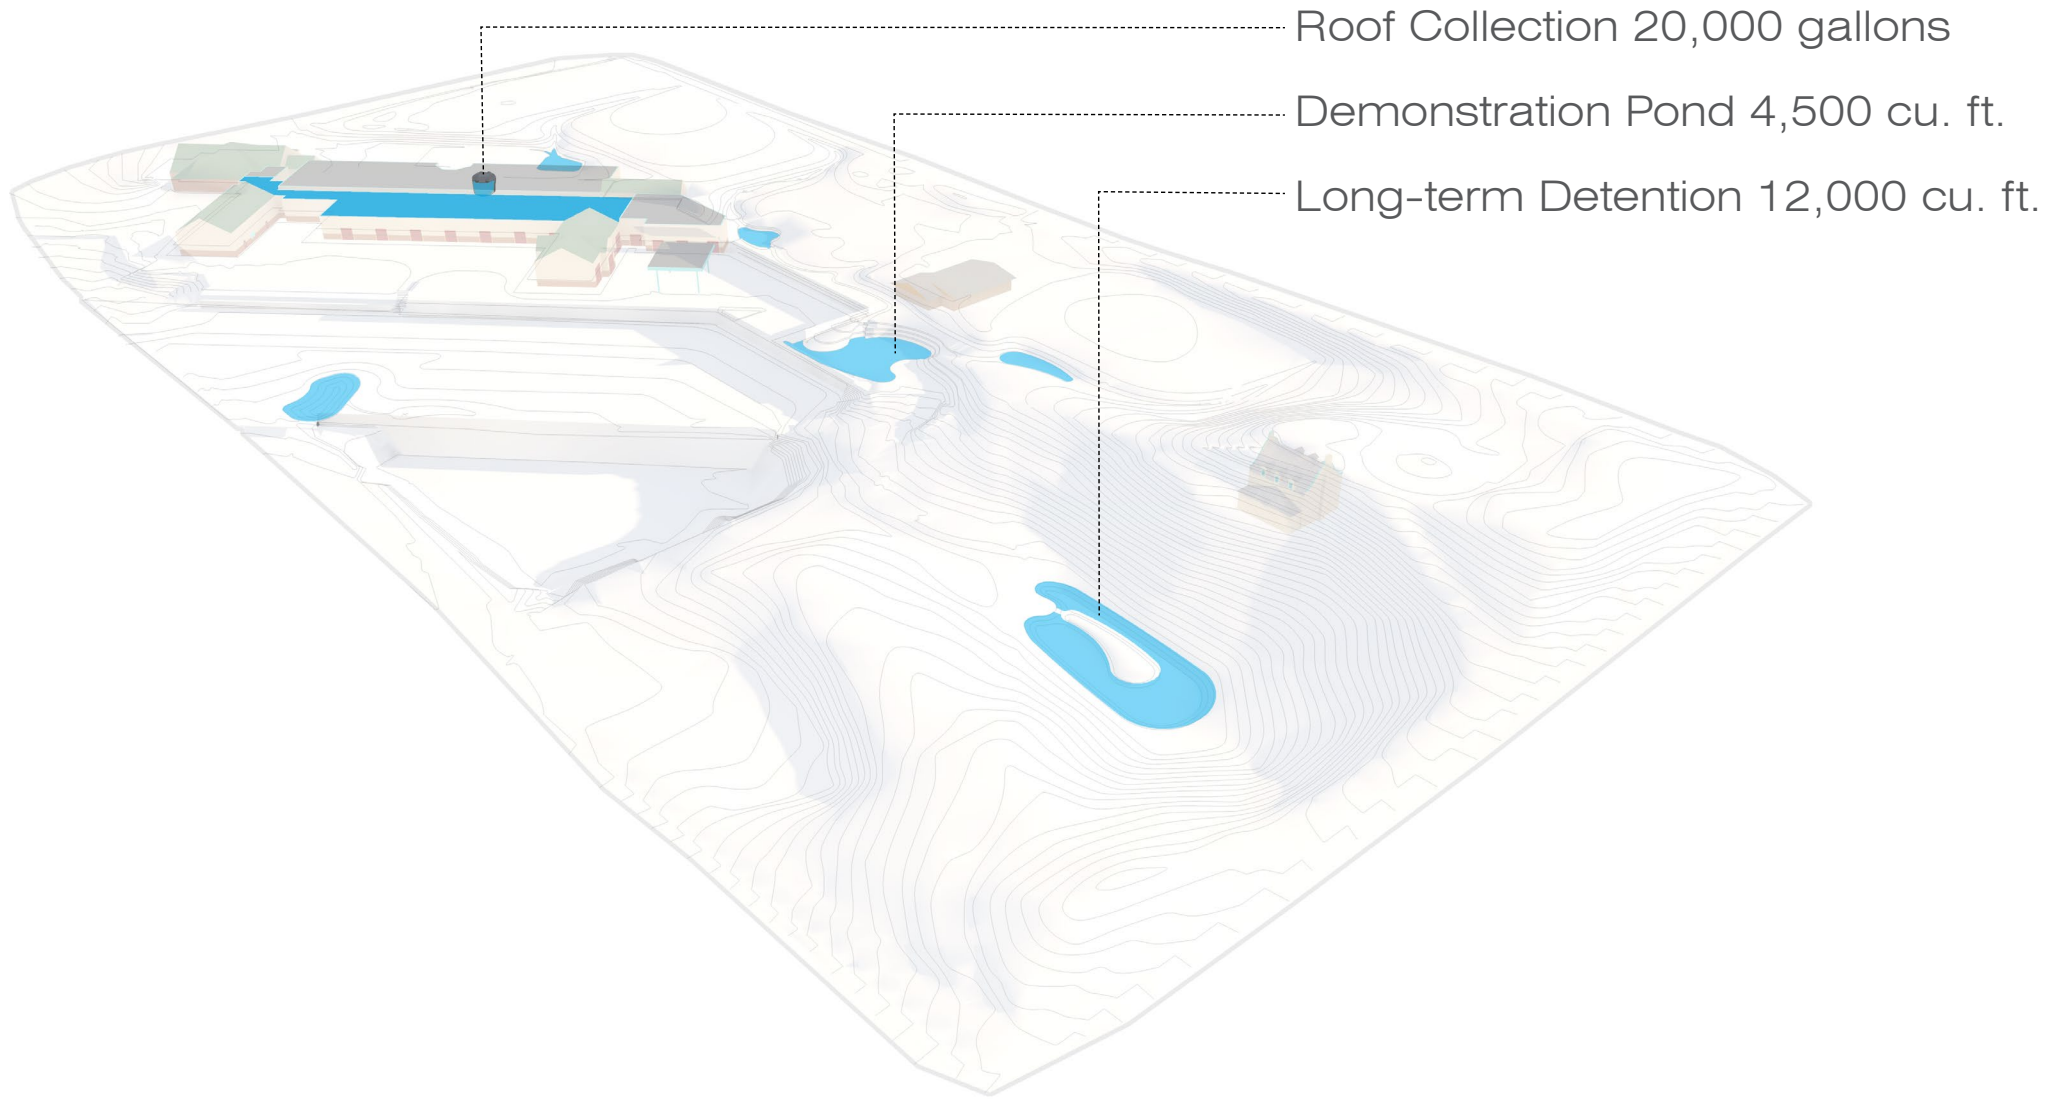 Roof Collection 20,000 gallons
Demonstration Pond 4,500 cu. ft.
Long-term Detention 12,000 cu. ft.